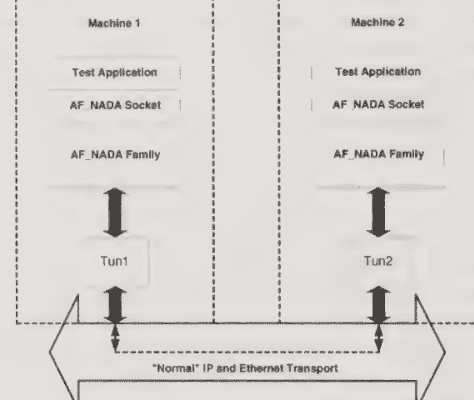 Machine 1
Machine 2
Test Application
Test Application
AF_NADA Socket
AF_NADA Socket
AF_NADA Family
AF_NADA Family
Tun1
Tun2
"Normal" IP and Ethernet Transport